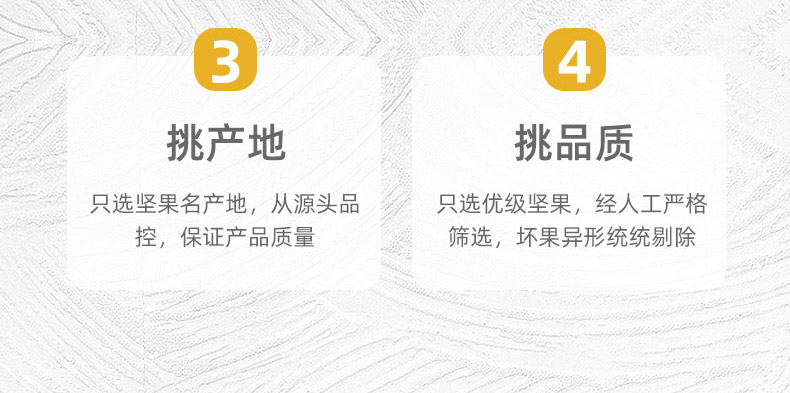 3
挑产地
只选坚果名产地，从源头品
控，保证产品质量
4
挑品质
只选优级坚果，经人工严格
筛选，坏果异形统统剔除